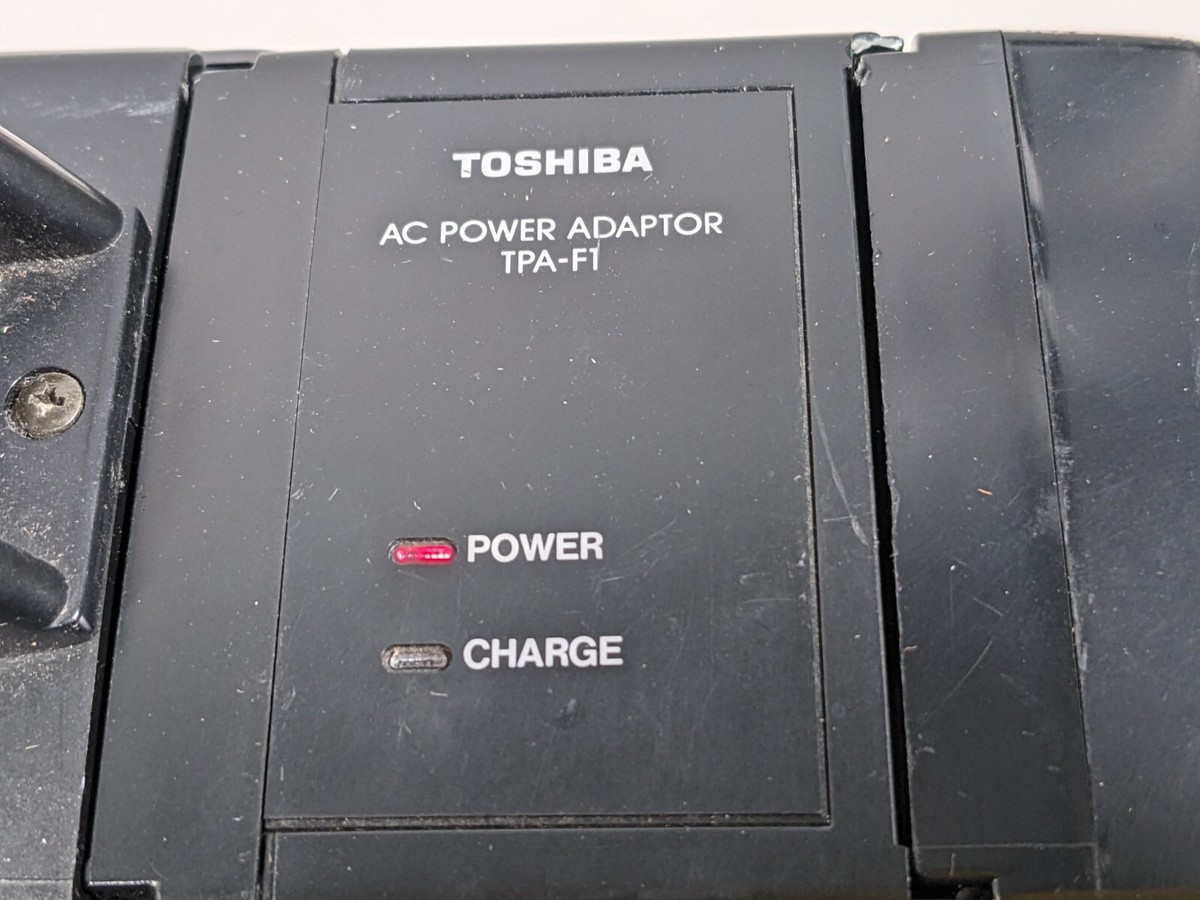 TOSHIBA
AC POWER ADAPTOR
TPA-F1
POWER
CHARGE